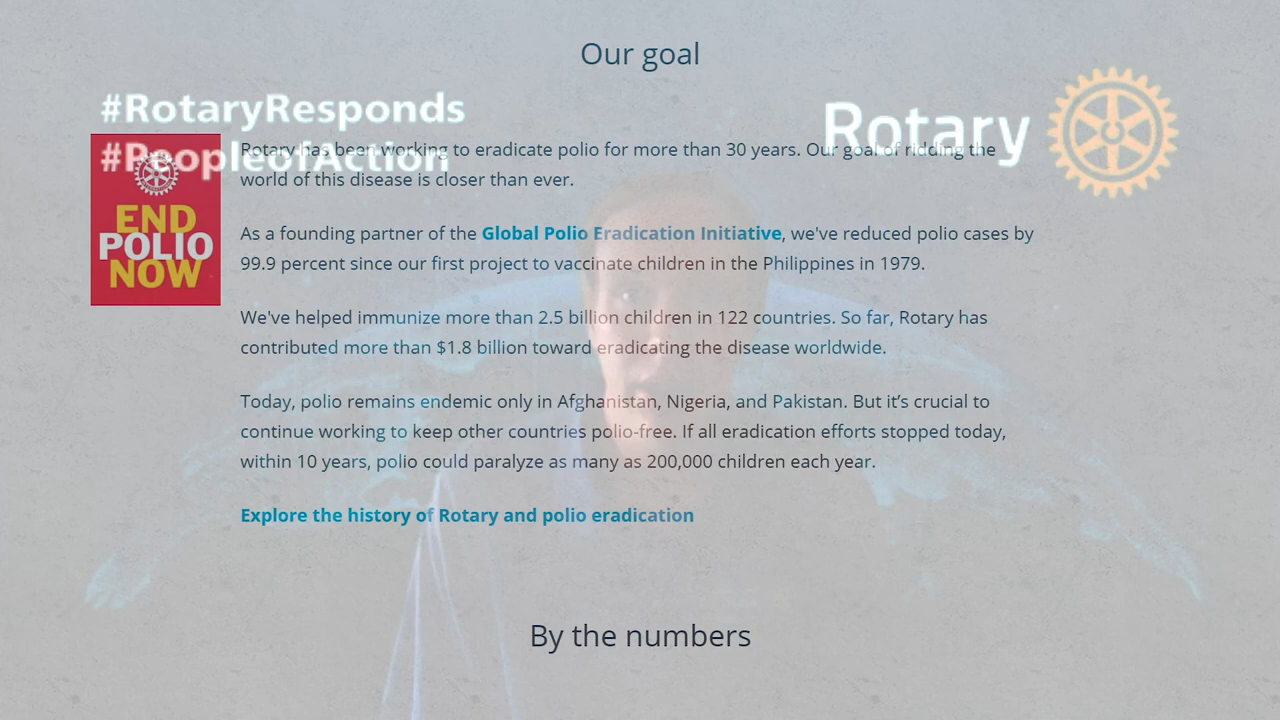 Our goal
#RotaryResponds
#PeopleofAction
Rotary
END
POLIO
NOW
Rotary has been working to eradicate polio for more than 30 years. Our goal of ridding the
world of this disease is closer than ever.
As a founding partner of the Global Polio Eradication Initiative, we've reduced polio cases by
99.9 percent since our first project to vaccinate children in the Philippines in 1979.
We've helped immunize more than 2.5 billion children in 122 countries. So far, Rotary has
contributed more than $1.8 billion toward eradicating the disease worldwide.
Today, polio remains endemic only in Afghanistan, Nigeria, and Pakistan. But it’s crucial to
continue working to keep other countries polio-free. If all eradication efforts stopped today,
within 10 years, polio could paralyze as many as 200,000 children each year.
Explore the history of Rotary and polio eradication
By the numbers